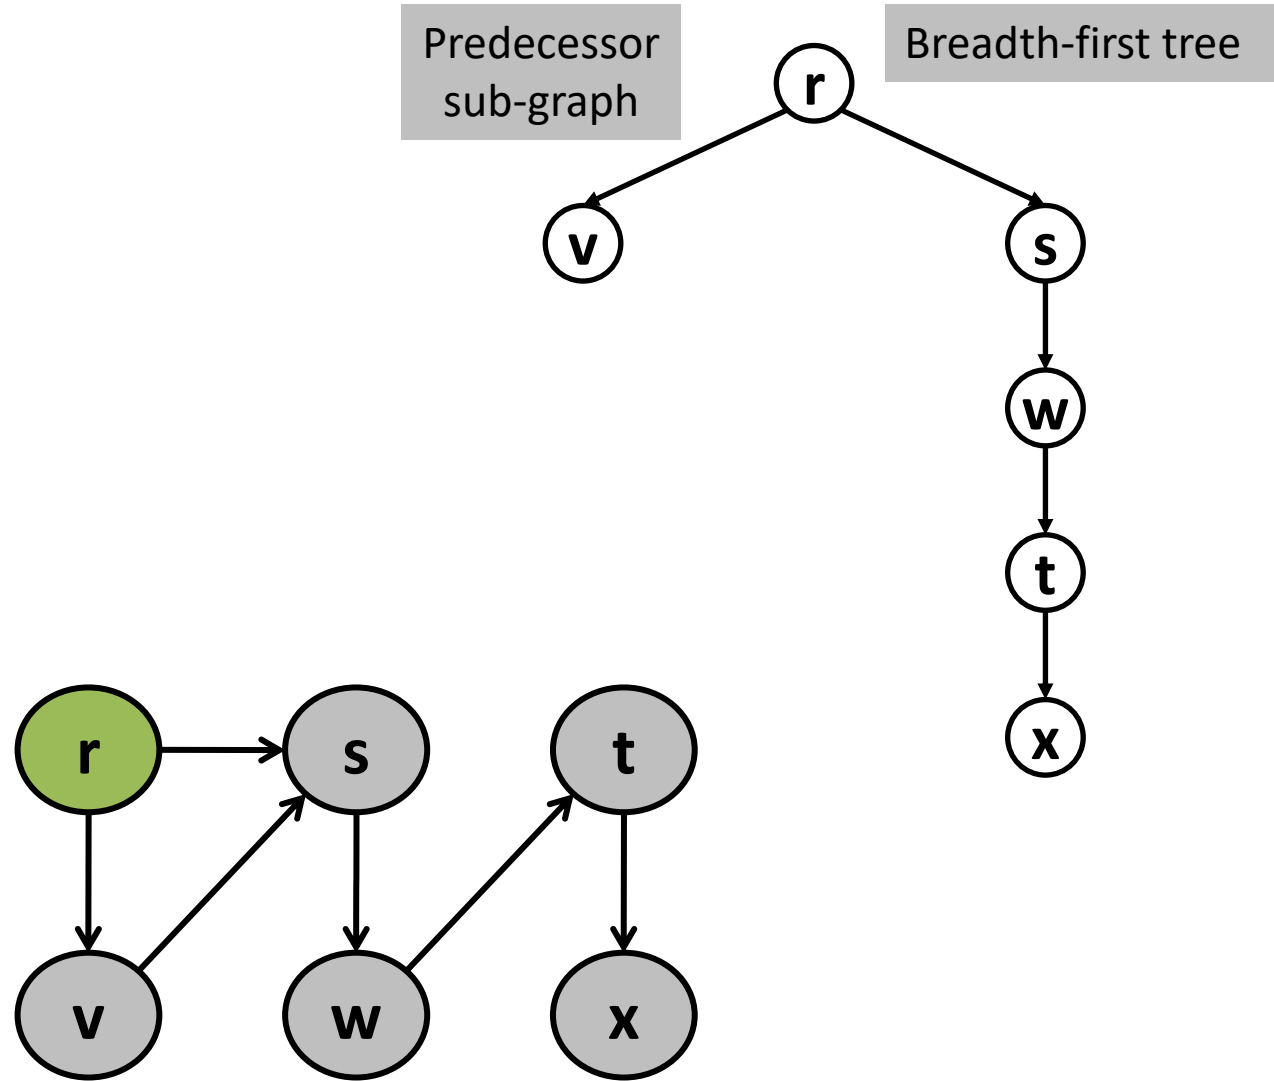 Predecessor
sub-graph
Breadth-first tree
r
v
s
w
t
x
r
s
t
v
w
x